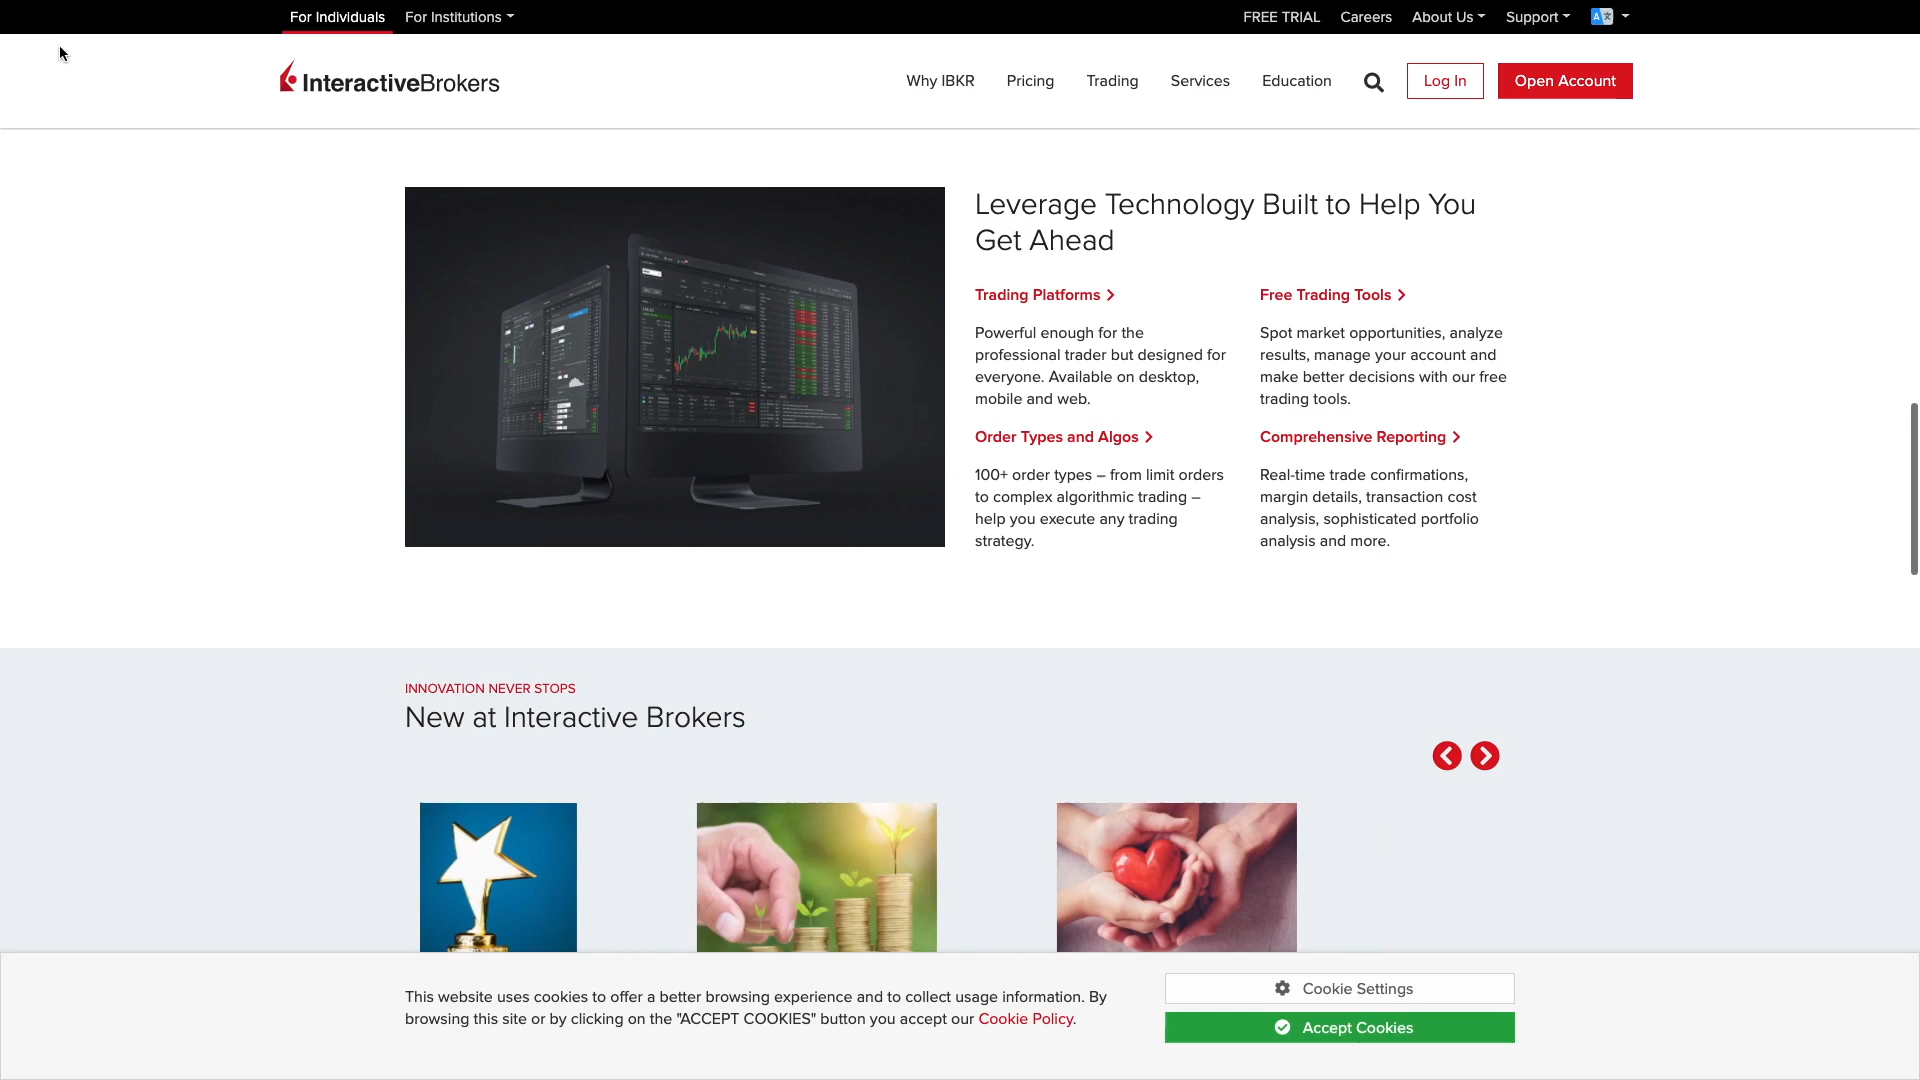 For Individuals
For Institutions
FREE TRIAL
Careers
About Us
Support
InteractiveBrokers
Why IBKR
Pricing
Trading
Services
Education
Log In
Open Account
Leverage Technology Built to Help You
Get Ahead
Trading Platforms
Powerful enough for the
professional trader but designed for
everyone. Available on desktop,
mobile and web.
Free Trading Tools
Spot market opportunities, analyze
results, manage your account and
make better decisions with our free
trading tools.
Order Types and Algos
100+ order types – from limit orders
to complex algorithmic trading –
help you execute any trading
strategy.
Comprehensive Reporting
Real-time trade confirmations,
margin details, transaction cost
analysis, sophisticated portfolio
analysis and more.
INNOVATION NEVER STOPS
New at Interactive Brokers
This website uses cookies to offer a better browsing experience and to collect usage information. By
browsing this site or by clicking on the "ACCEPT COOKIES" button you accept our Cookie Policy.
Cookie Settings
Accept Cookies